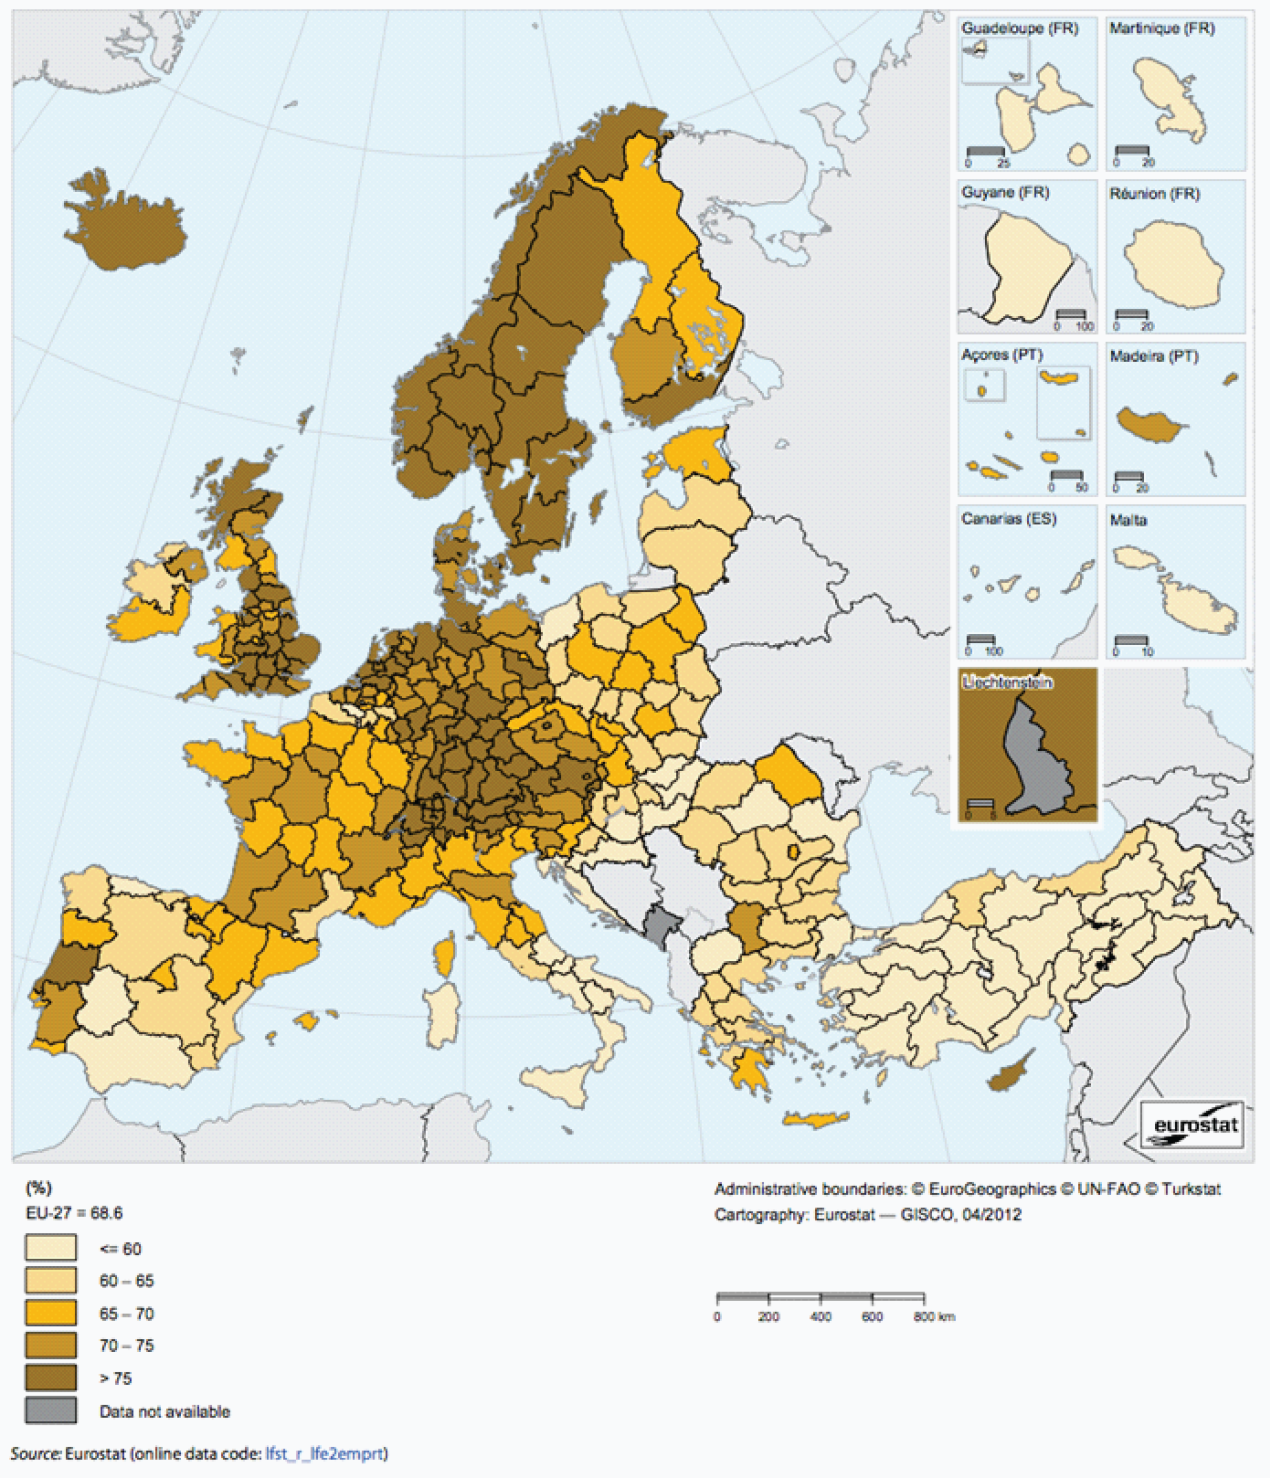 Guadeloupe (FR)
0 25
Martinique (FR)
0 20
Guyane (FR)
0 100
Réunion (FR)
0 20
Açores (PT)
0 50
Madeira (PT)
0 20
Canarias (ES)
0 100
Malta
0 10
Liechtenstein
eurostat
(%)
EU-27 = 68.6
<= 60
60 – 65
65 – 70
70 – 75
> 75
Data not available
Administrative boundaries: © EuroGeographics © UN-FAO © Turkstat
Cartography: Eurostat — GISCO, 04/2012
0 200 400 600 800 km
Source: Eurostat (online data code: lfst_r_lfe2emprt)